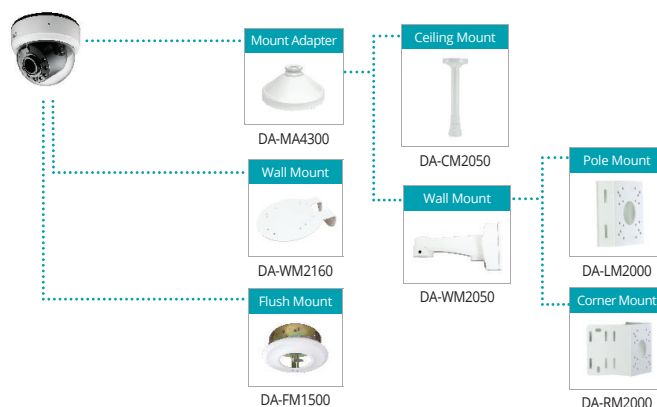 Mount Adapter
DA-MA4300
Ceiling Mount
DA-CM2050
Wall Mount
DA-WM2160
Wall Mount
DA-WM2050
Pole Mount
DA-LM2000
Flush Mount
DA-FM1500
Corner Mount
DA-RM2000